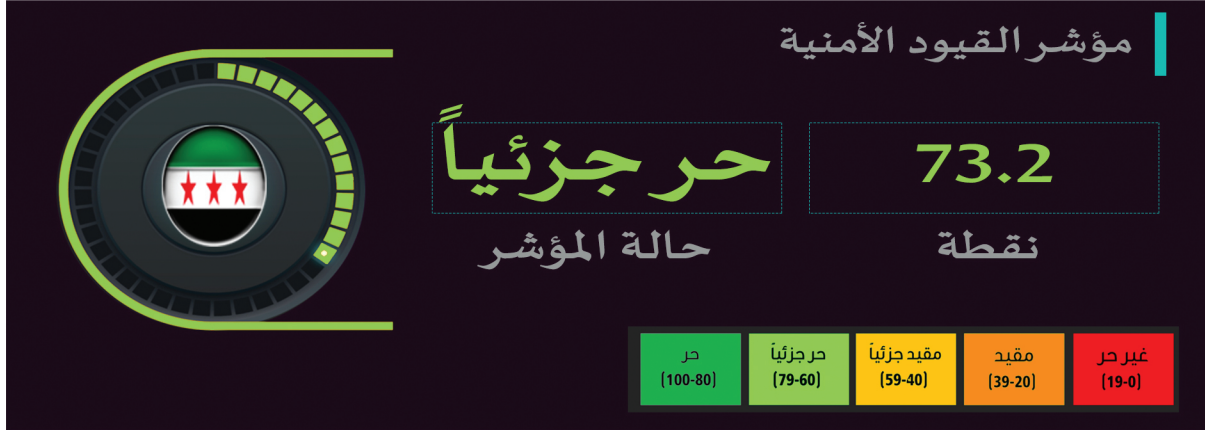 مؤشر القيود الأمنية
73.2
نقطة
حر جزئياً
حالة المؤشر
غير حر
(19-0)
مقيد
(39-20)
مقيد جزئياً
(59-40)
حر جزئياً
(79-60)
حر
(100-80)